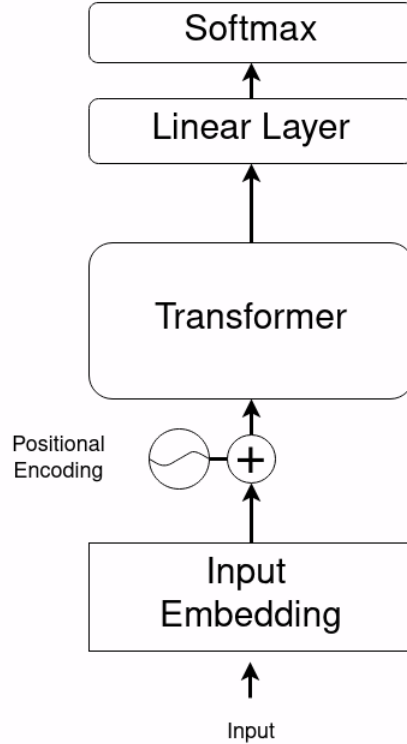 Softmax
Linear Layer
Transformer
Positional
Encoding
+
Input
Embedding
Input